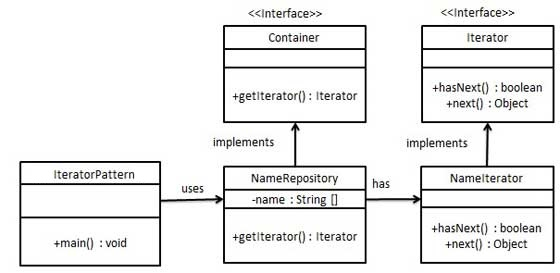 <<Interface>>
Container
+getIterator() : Iterator
<<Interface>>
Iterator
+hasNext() : boolean
+next() : Object
implements
implements
IteratorPattern
+main() : void
uses
NameRepository
-name : String []
+getIterator() : Iterator
has
NameIterator
+hasNext() : boolean
+next() : Object